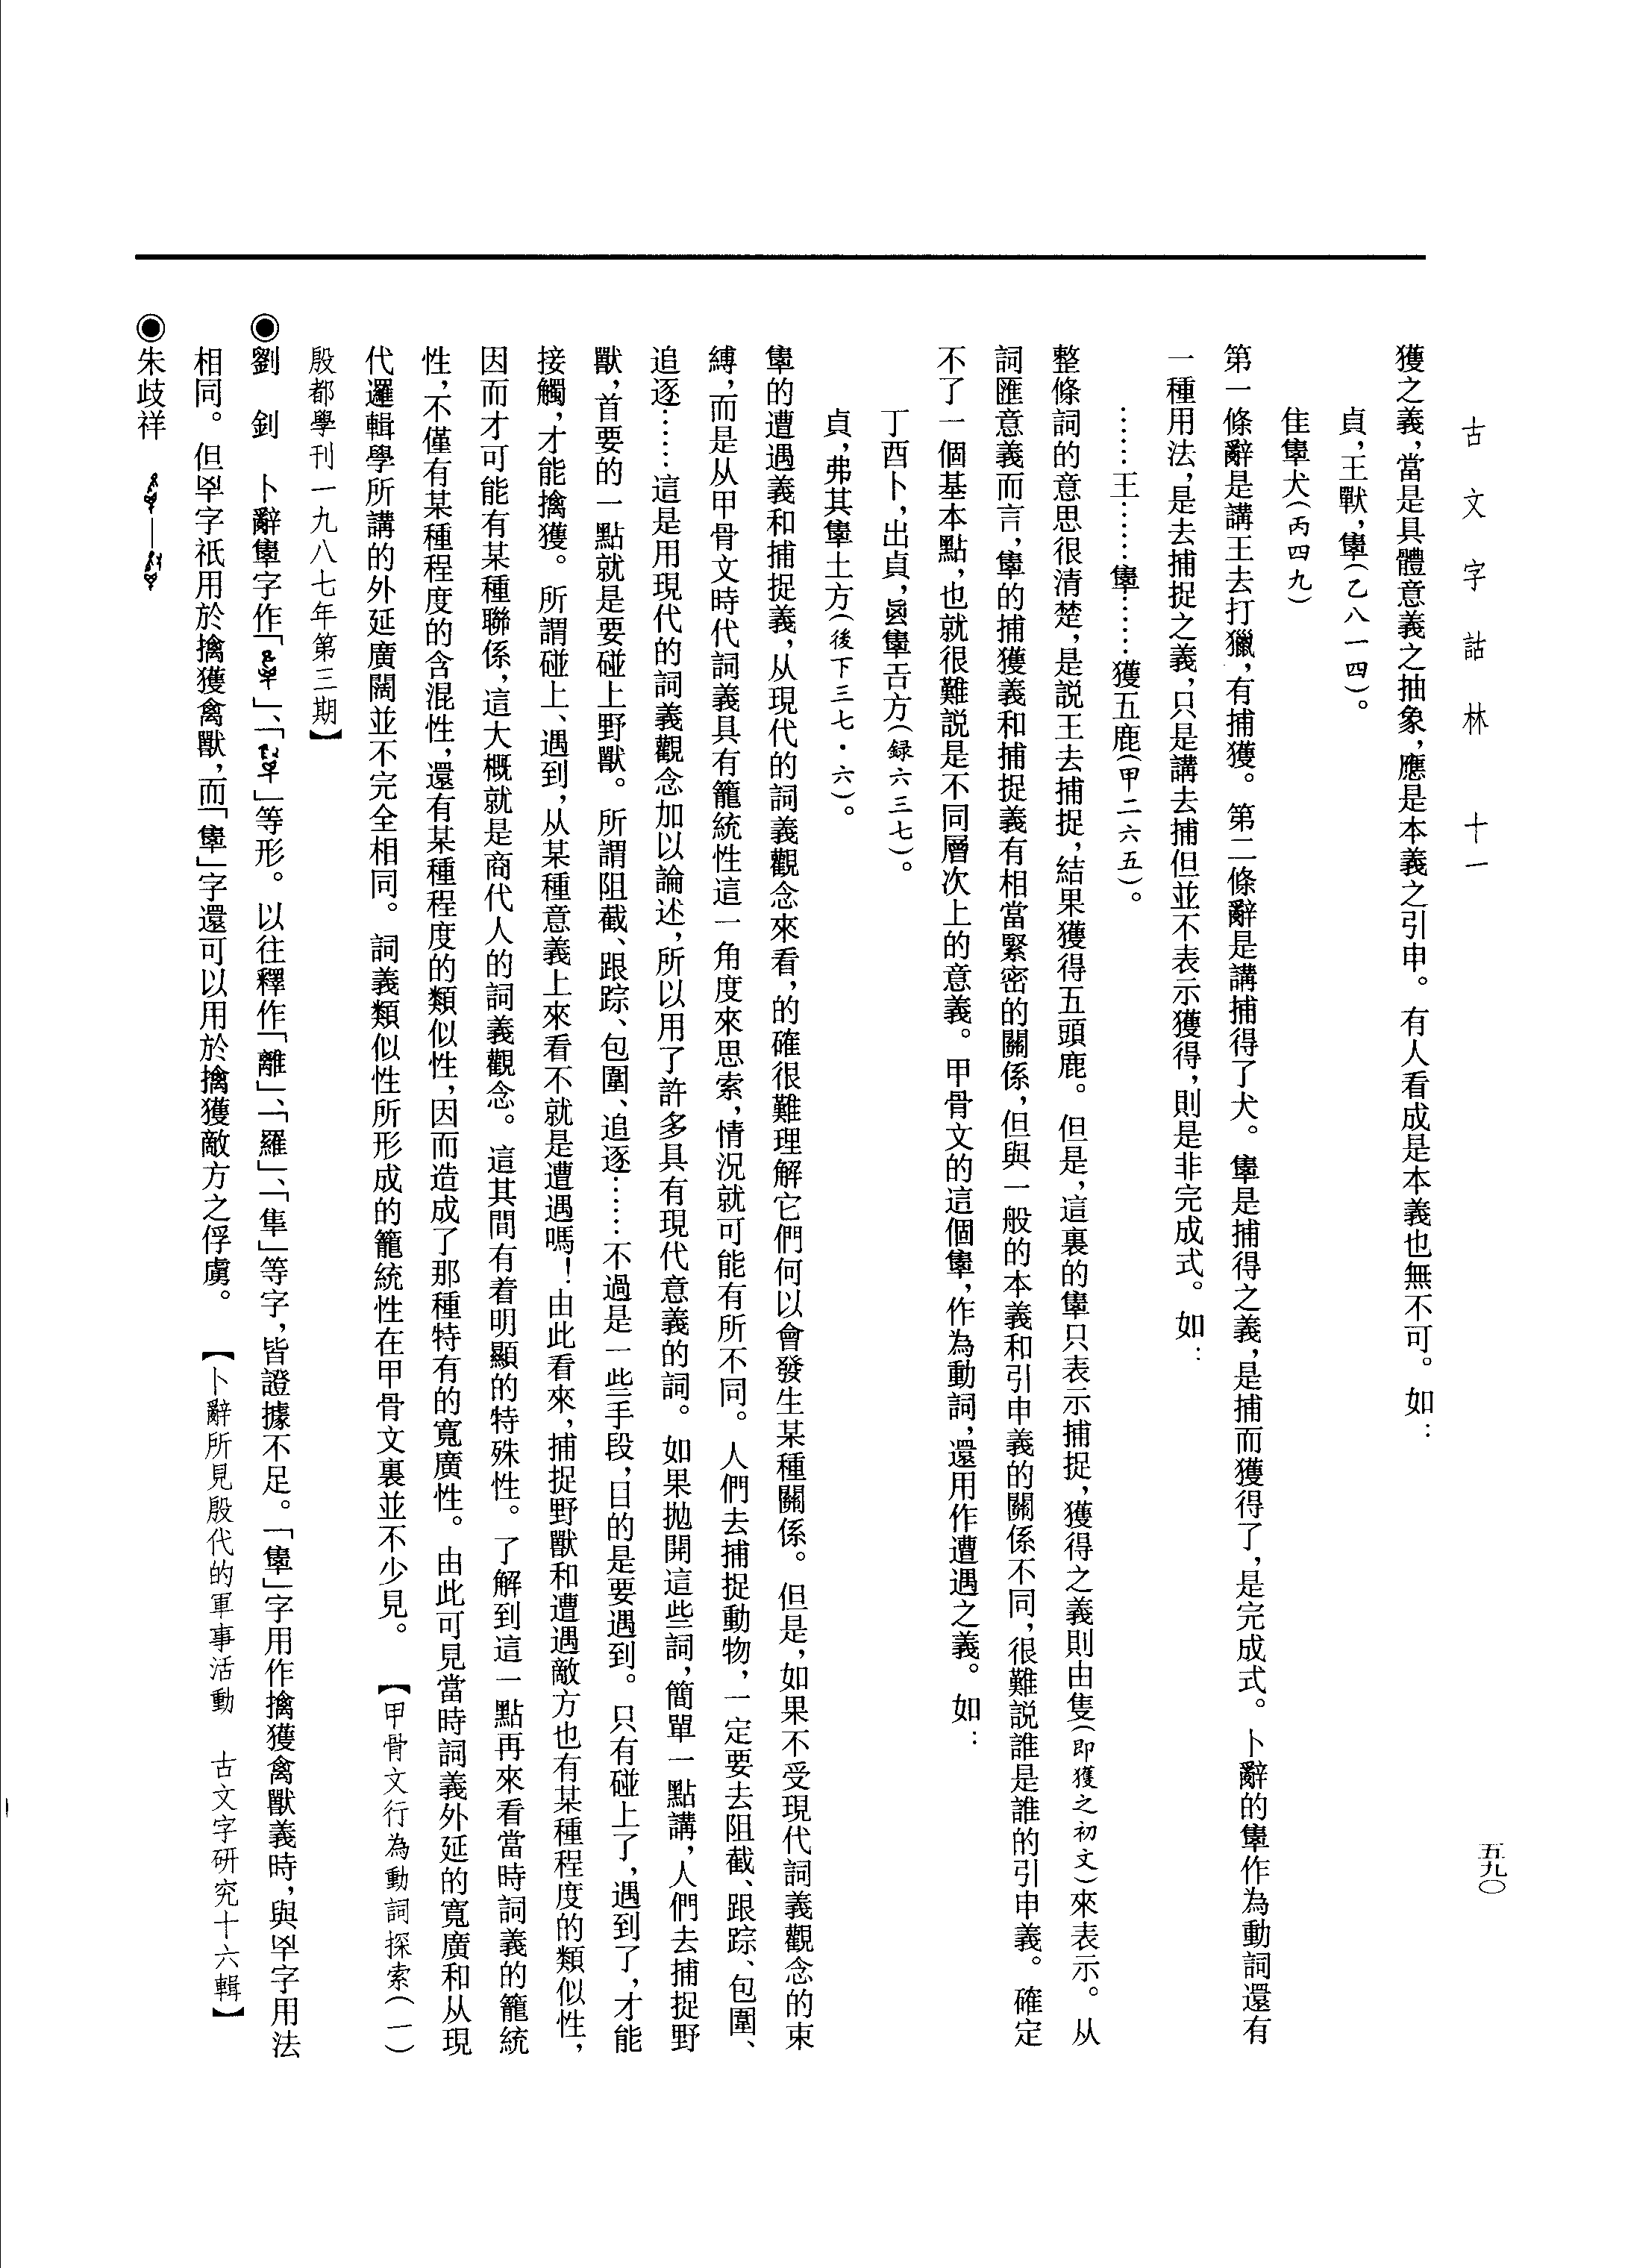 古文字詁林 十一
五九〇
獲之義,當是具體意義之抽象,應是本義之引申。有人看成是本義也無不可。如:
貞,王獸,(乙八一四)。
隹犬(丙四九)
第一條辭是講王去打獵,有捕獲。第二條辭是講捕得了犬。是捕得之義,是捕而獲得了,是完成式。卜辭的作為動詞還有
一種用法,是去捕捉之義,只是講去捕但並不表示獲得,則是非完成式。如:
……王…………獲五鹿(甲二六五)。
整條詞的意思很清楚,是説王去捕捉,結果獲得五頭鹿。但是,這裏的只表示捕捉,獲得之義則由隻(即獲之初文)來表示。从
詞匯意義而言,的捕獲義和捕捉義有相當緊密的關係,但與一般的本義和引申義的關係不同,很難説誰是誰的引申義。確定
不了一個基本點,也就很難説是不同層次上的意義。甲骨文的這個,作為動詞,還用作遭遇之義。如:
丁酉卜,出貞,𢀛方(録六三七)。
貞,弗其土方(後下三七·六)。
的遭遇義和捕捉義,从現代的詞義觀念來看,的確很難理解它們何以會發生某種關係。但是,如果不受現代詞義觀念的束
縛,而是从甲骨文時代詞義具有籠統性這一角度來思索,情況就可能有所不同。人們去捕捉動物,一定要去阻截、跟踪、包圍、
追逐……這是用現代的詞義觀念加以論述,所以用了許多具有現代意義的詞。如果拋開這些詞,簡單一點講,人們去捕捉野
獸,首要的一點就是要碰上野獸。所謂阻截、跟踪、包圍、追逐……不過是一些手段,目的是要遇到。只有碰上了,遇到了,才能
接觸,才能擒獲。所謂碰上、遇到,从某種意義上來看不就是遭遇嗎!由此看來,捕捉野獸和遭遇敵方也有某種程度的類似性,
因而才可能有某種聯係,這大概就是商代人的詞義觀念。這其間有着明顯的特殊性。了解到這一點再來看當時詞義的籠統
性,不僅有某種程度的含混性,還有某種程度的類似性,因而造成了那種特有的寬廣性。由此可見當時詞義外延的寬廣和从現
代邏輯學所講的外延廣闊並不完全相同。詞義類似性所形成的籠統性在甲骨文裏並不少見。【甲骨文行為動詞探索(一)
殷都學刊一九八七年第三期】
◉劉 釗 卜辭字作「」、「」等形。以往釋作「離」、「羅」、「隼」等字,皆證據不足。「」字用作擒獲禽獸義時,與字用法
相同。但字祇用於擒獲禽獸,而「」字還可以用於擒獲敵方之俘虜。【卜辭所見殷代的軍事活動 古文字研究十六輯】
◉朱歧祥 —